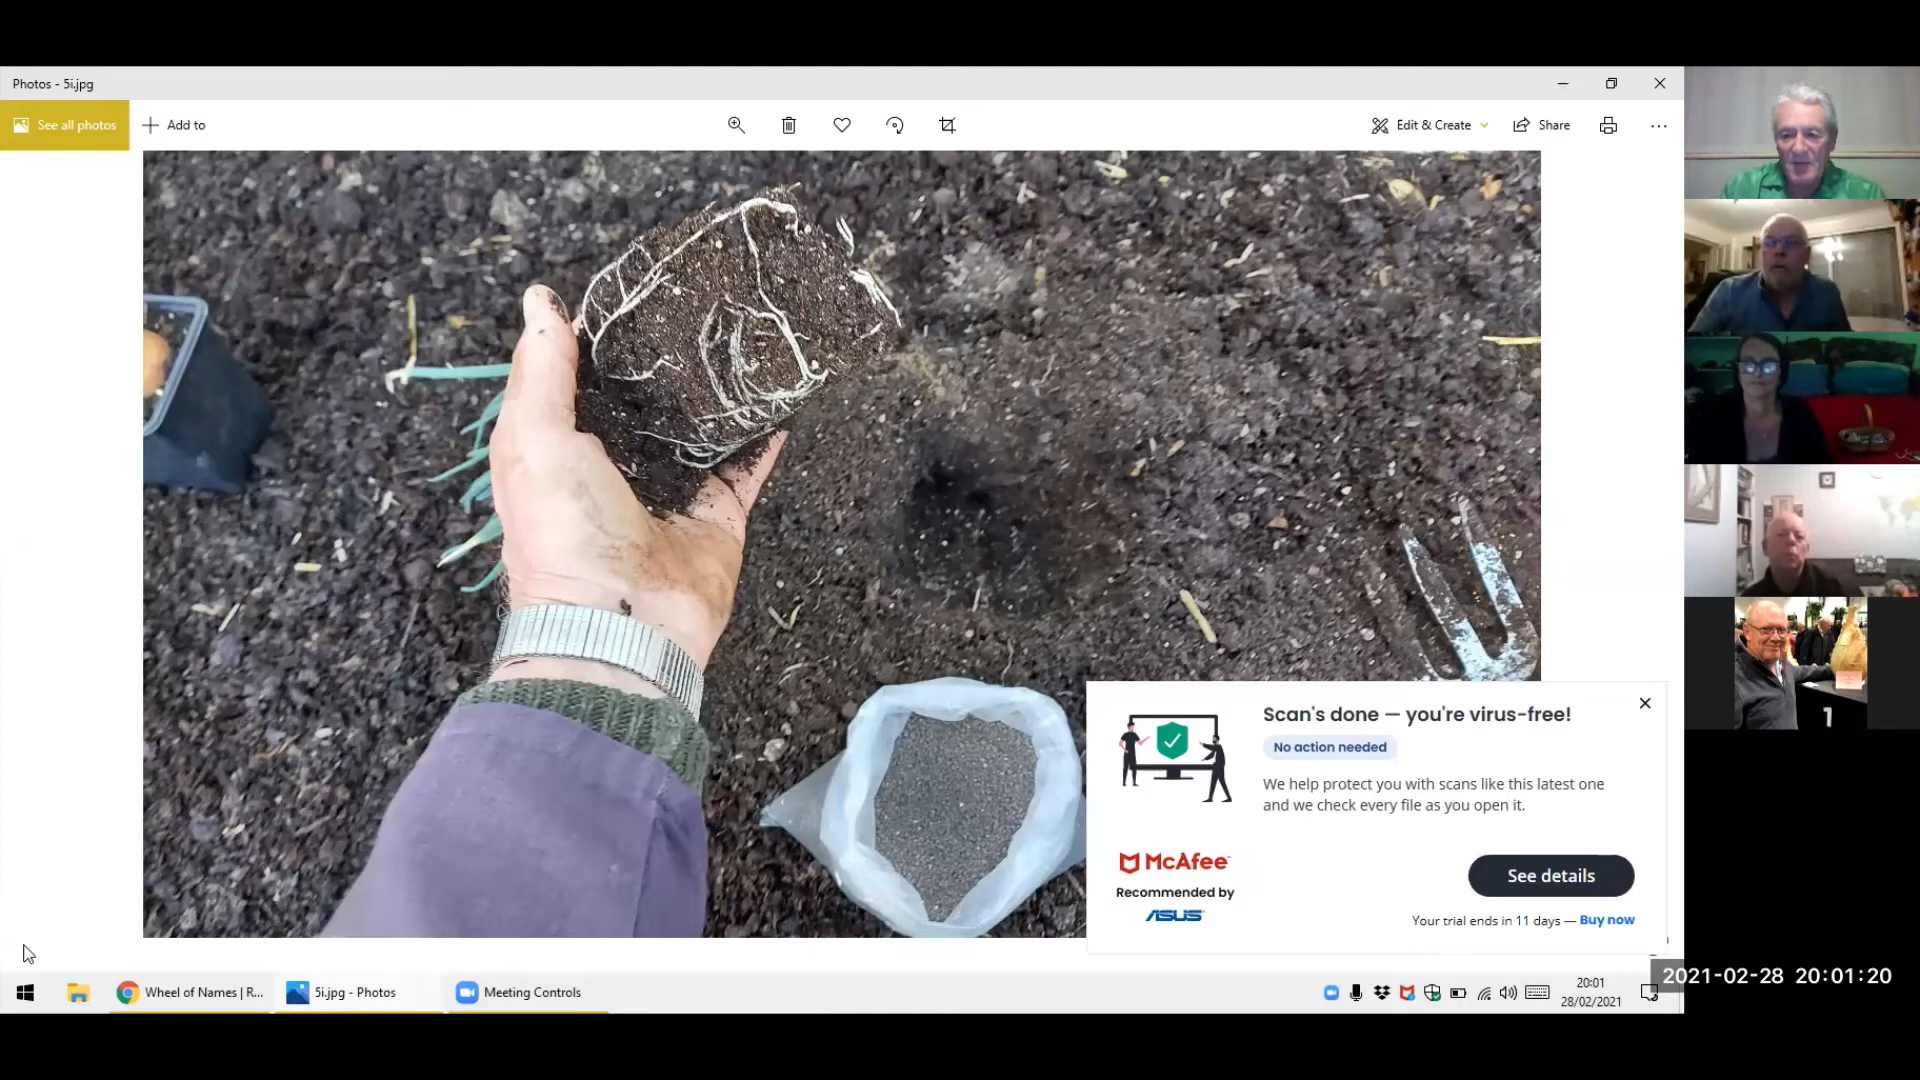 Photos - 5i.jpg
See all photos
Add to
Edit & Create
Share
Scan's done — you're virus-free!
No action needed
We help protect you with scans like this latest one
and we check every file as you open it.
McAfee
Recommended by
ASUS
See details
Your trial ends in 11 days — Buy now
1
Wheel of Names | R...
5i.jpg - Photos
Meeting Controls
20:01
28/02/2021
2021-02-28 20:01:20